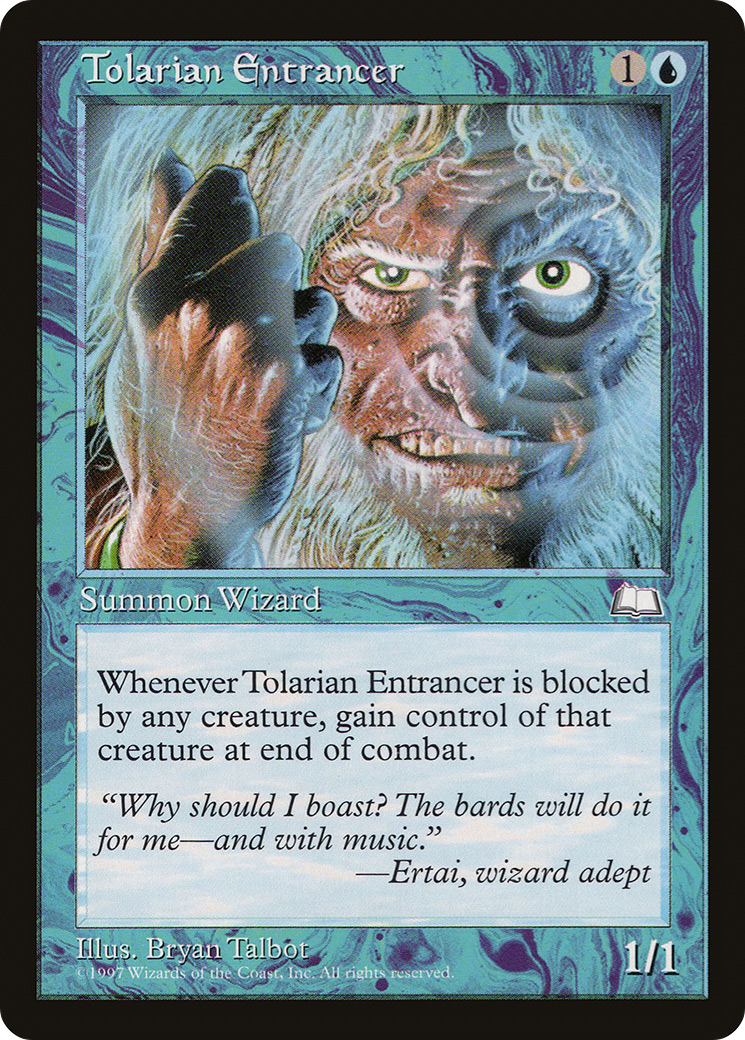 Tolarian Entrancer 1
Summon Wizard
Whenever Tolarian Entrancer is blocked
by any creature, gain control of that
creature at end of combat.
“Why should I boast? The bards will do it
for me—and with music.”
—Ertai, wizard adept
Illus. Bryan Talbot
©1997 Wizards of the Coast, Inc. All rights reserved.
1/1